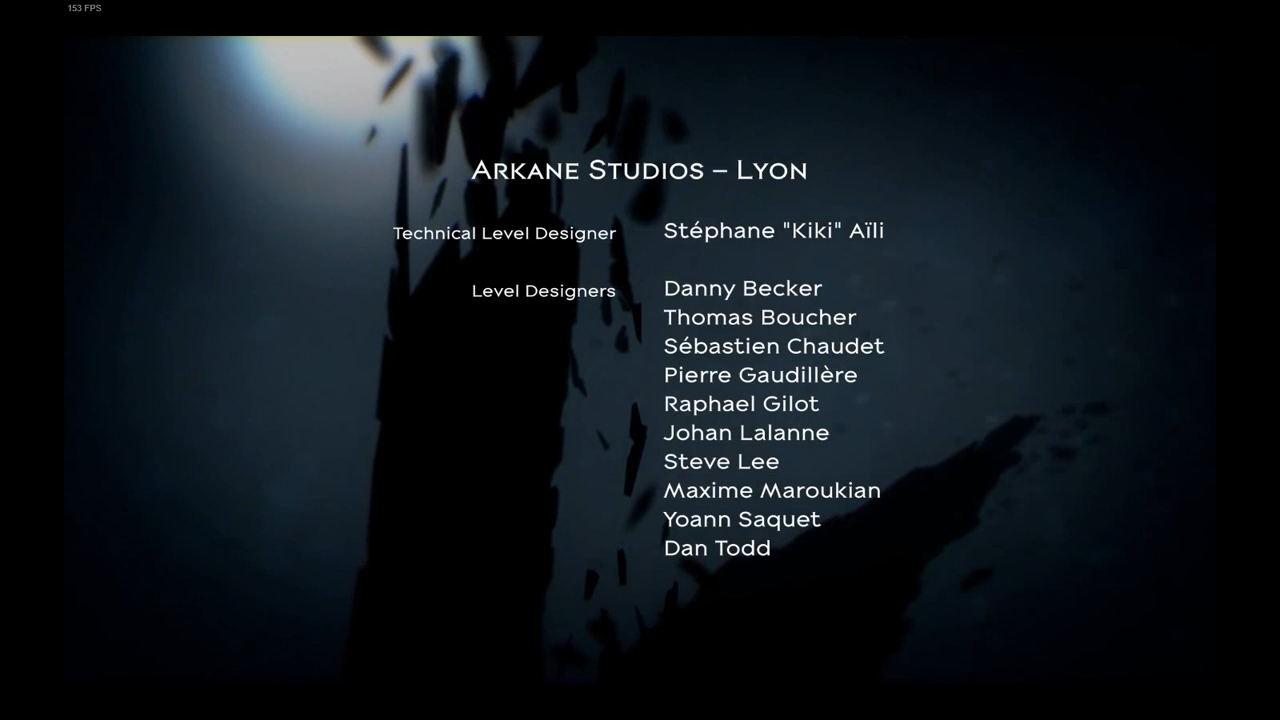 153 FPS
Arkane Studios – Lyon
Technical Level Designer Stéphane "Kiki" Aïli
Level Designers Danny Becker
Thomas Boucher
Sébastien Chaudet
Pierre Gaudillère
Raphael Gilot
Johan Lalanne
Steve Lee
Maxime Maroukian
Yoann Saquet
Dan Todd